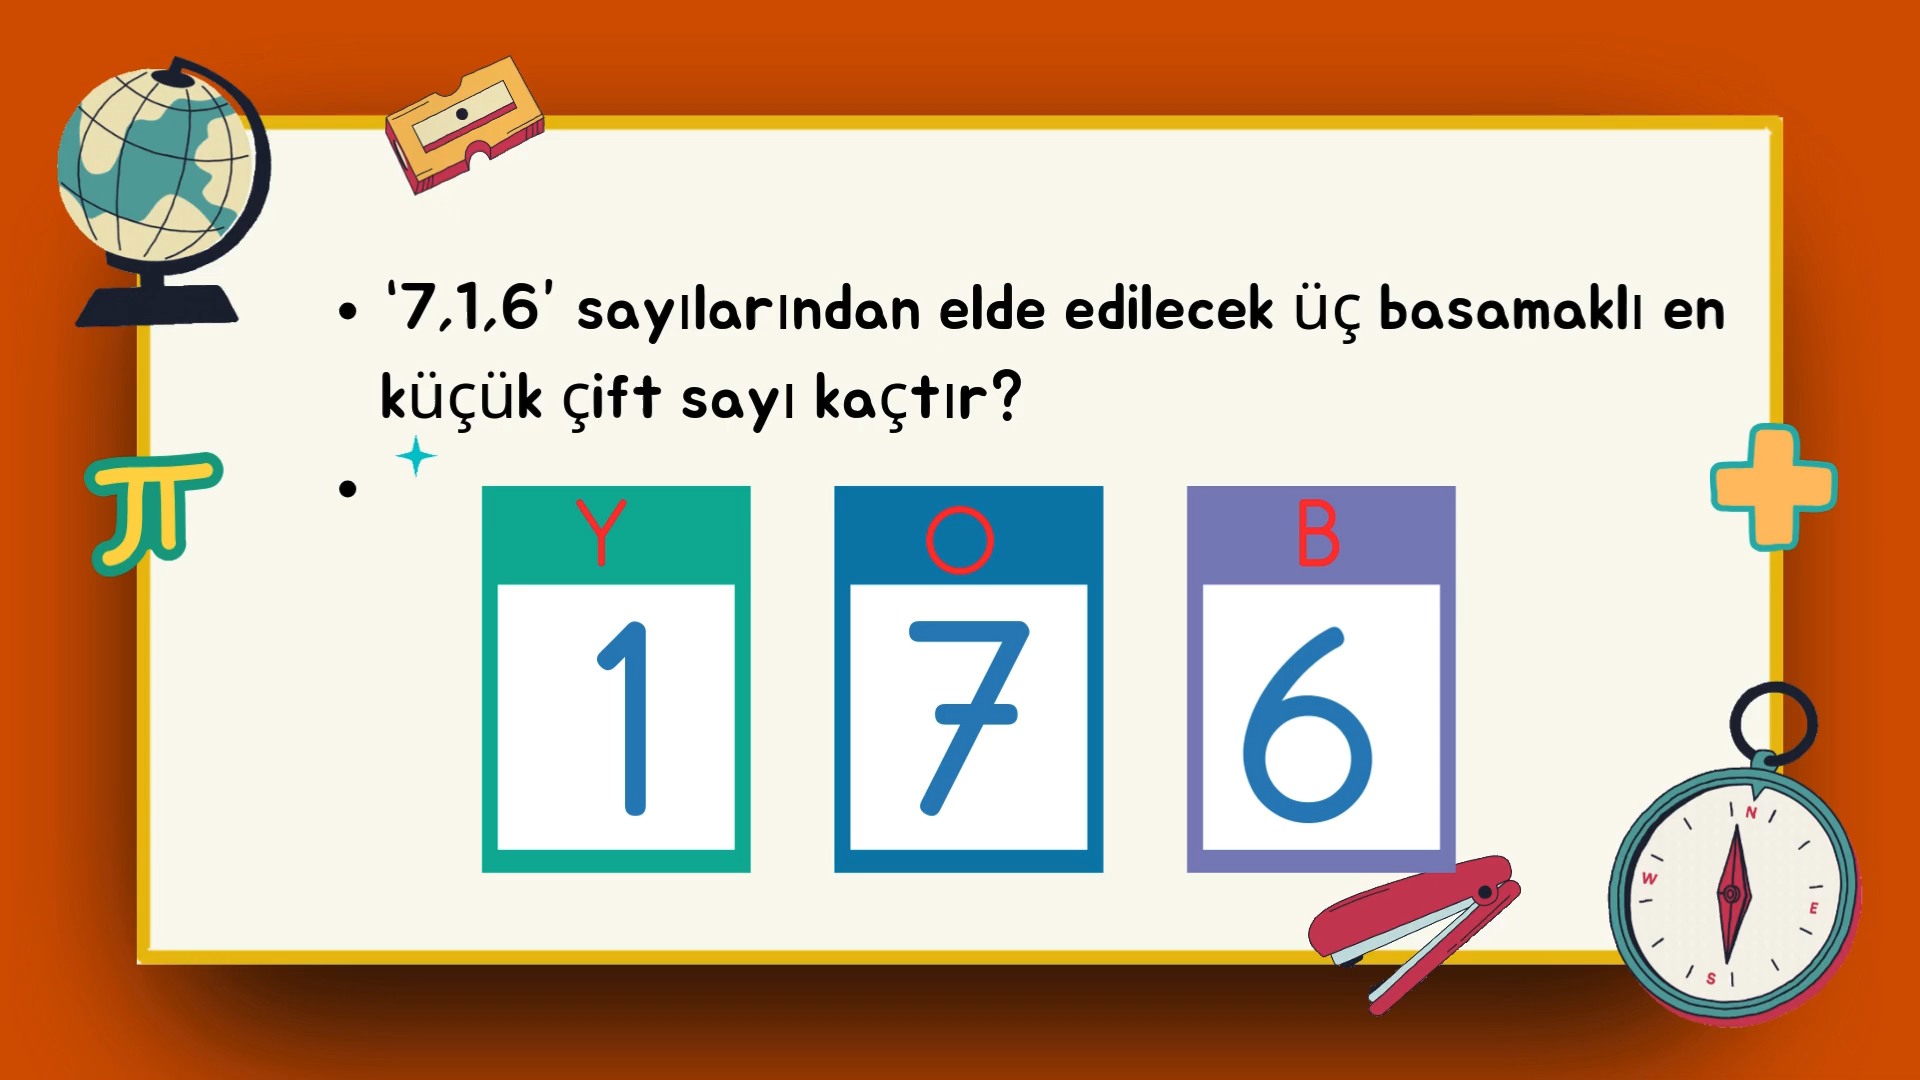 • '7,1,6' sayılarından elde edilecek üç basamaklı en
küçük çift sayı kaçtır?
•
Y O B
1 7 6
N
W E
S